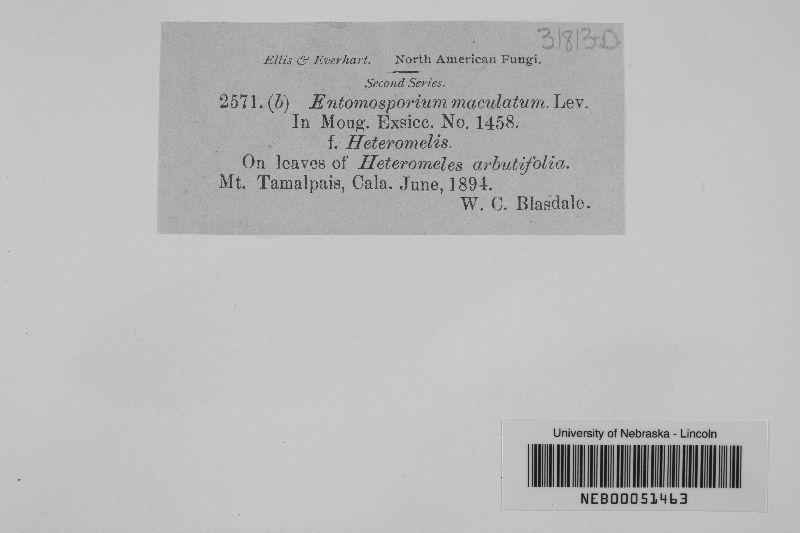 31813-D
Ellis & Everhart. North American Fungi.
Second Series.
2571. (b) Entomosporium maculatum. Lev.
In Moug. Exsicc. No. 1458.
f. Heteromelis.
On leaves of Heteromeles arbutifolia.
Mt. Tamalpais, Cala. June, 1894.
W. C. Blasdale.
University of Nebraska - Lincoln
NEB00051463